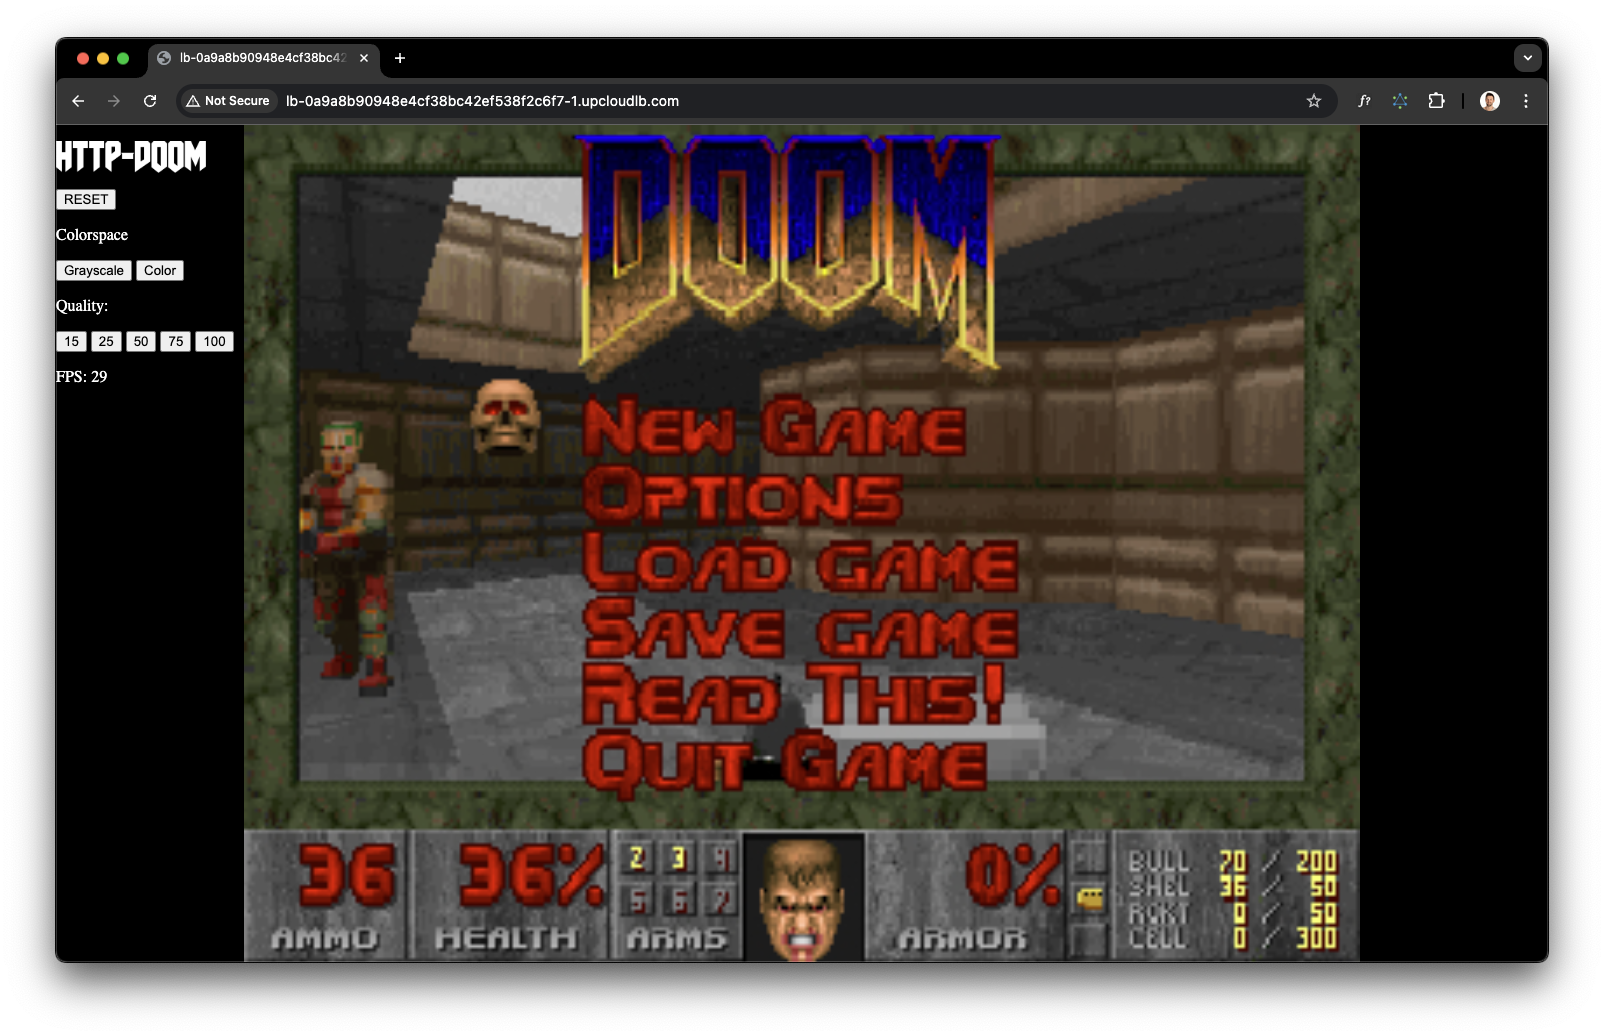 lb-0a9a8b90948e4cf38bc42
Not Secure
lb-0a9a8b90948e4cf38bc42ef538f2c6f7-1.upcloudlb.com
f?
HTTP-DOOM
RESET
Colorspace
Grayscale Color
Quality:
15 25 50 75 100
FPS: 29
DOOM
New Game
Options
Load game
Save game
Read This!
Quit Game
36
AMMO
36%
HEALTH
2 3 4
5 6 7
ARMS
0%
ARMOR
BULL 70 / 200
SHEL 36 / 50
RCKT 0 / 50
CELL 0 / 300